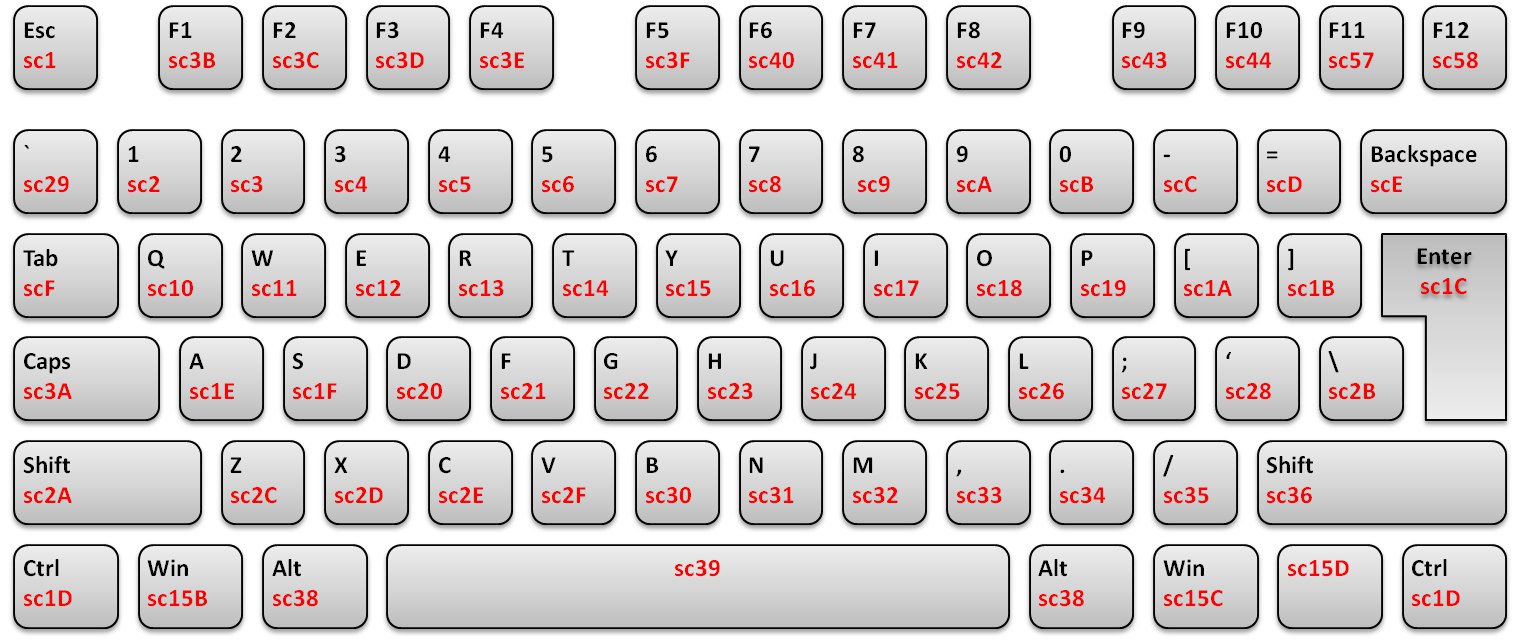 Esc F1 F2 F3 F4 F5 F6 F7 F8 F9 F10 F11 F12
sc1 sc3B sc3C sc3D sc3E sc3F sc40 sc41 sc42 sc43 sc44 sc57 sc58
` 1 2 3 4 5 6 7 8 9 0 - = Backspace
sc29 sc2 sc3 sc4 sc5 sc6 sc7 sc8 sc9 scA scB scC scD scE
Tab Q W E R T Y U I O P [ ] Enter
scF sc10 sc11 sc12 sc13 sc14 sc15 sc16 sc17 sc18 sc19 sc1A sc1B sc1C
Caps A S D F G H J K L ; ‘ \
sc3A sc1E sc1F sc20 sc21 sc22 sc23 sc24 sc25 sc26 sc27 sc28 sc2B
Shift Z X C V B N M , . / Shift
sc2A sc2C sc2D sc2E sc2F sc30 sc31 sc32 sc33 sc34 sc35 sc36
Ctrl Win Alt sc39 Alt Win sc15D Ctrl
sc1D sc15B sc38 sc38 sc15C sc1D